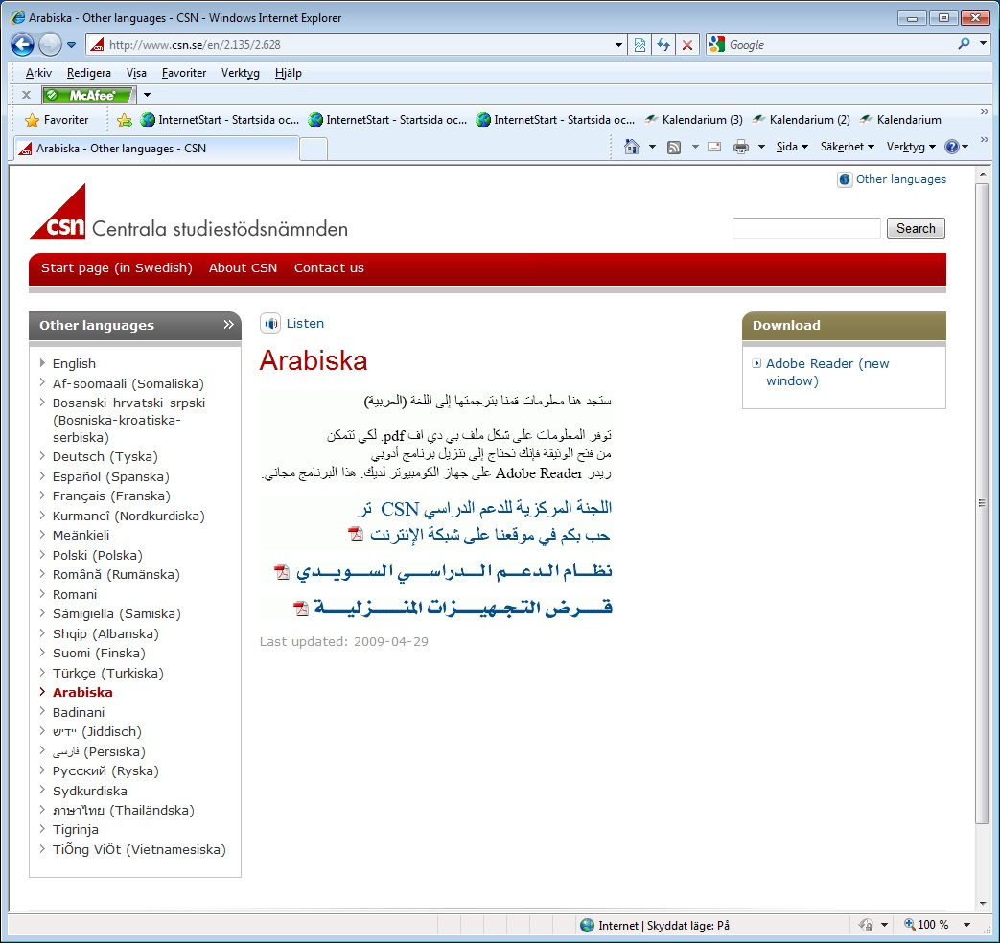 Arabiska - Other languages - CSN - Windows Internet Explorer
http://www.csn.se/en/2.135/2.628
Google
Arkiv Redigera Visa Favoriter Verktyg Hjälp
x McAfee
Favoriter InternetStart - Startsida oc... InternetStart - Startsida oc... InternetStart - Startsida oc... Kalendarium (3) Kalendarium (2) Kalendarium
Arabiska - Other languages - CSN
Sida Säkerhet Verktyg
Other languages
csn Centrala studiestödsnämnden
Search
Start page (in Swedish) About CSN Contact us
Other languages
English
Af-soomaali (Somaliska)
Bosanski-hrvatski-srpski
(Bosniska-kroatiska-
serbiska)
Deutsch (Tyska)
Español (Spanska)
Français (Franska)
Kurmancî (Nordkurdiska)
Meänkieli
Polski (Polska)
Română (Rumänska)
Romani
Sámigiella (Samiska)
Shqip (Albanska)
Suomi (Finska)
Türkçe (Turkiska)
Arabiska
Badinani
יידיש (Jiddisch)
فارسی (Persiska)
Русский (Ryska)
Sydkurdiska
ภาษาไทย (Thailändska)
Tigrinja
TiÕng ViÖt (Vietnamesiska)
Listen
Arabiska
ستجد هنا معلومات قمنا بترجمتها إلى اللغة (العربية)
توفر المعلومات على شكل ملف بي دي اف pdf. لكي تتمكن
من فتح الوثيقة فإنك تحتاج إلى تنزيل برنامج أدوبي
ريدر Adobe Reader على جهاز الكومبيوتر لديك. هذا البرنامج مجاني.
اللجنة المركزية للدعم الدراسي CSN تر
حب بكم في موقعنا على شبكة الإنترنت
نظـــام الـدعــم الـــدراســـي الســـويــدي
قـــرض التـجـهيـــزات المنـــــزليــــة
Last updated: 2009-04-29
Download
Adobe Reader (new
window)
Internet | Skyddat läge: På
100 %